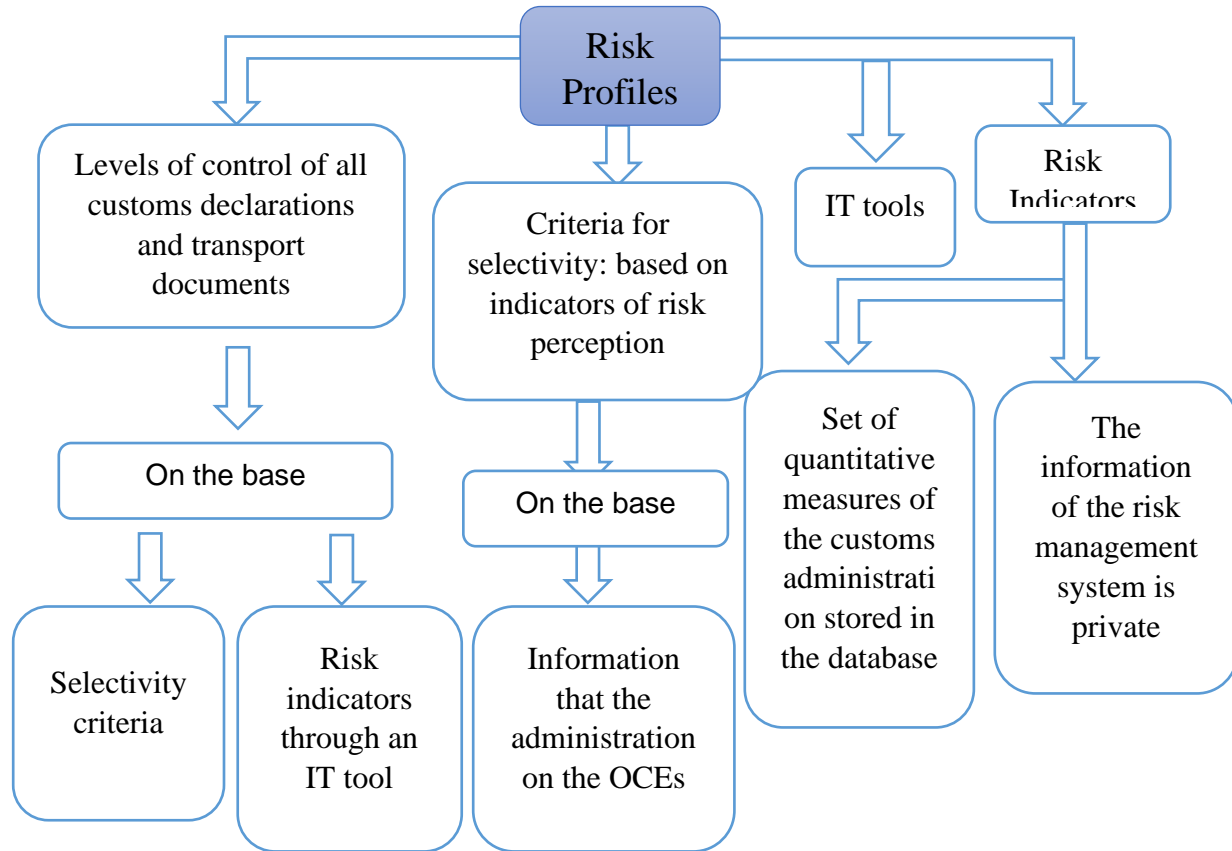 Risk
Profiles
Levels of control of all
customs declarations
and transport
documents
Criteria for
selectivity: based on
indicators of risk
perception
IT tools
Risk
Indicators
On the base
On the base
Set of
quantitative
measures of
the customs
administrati
on stored in
the database
The
information
of the risk
management
system is
private
Selectivity
criteria
Risk
indicators
through an
IT tool
Information
that the
administration
on the OCEs